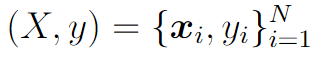 (X, y) = {𝒙ᵢ, yᵢ}ᵢ₌₁ᴺ